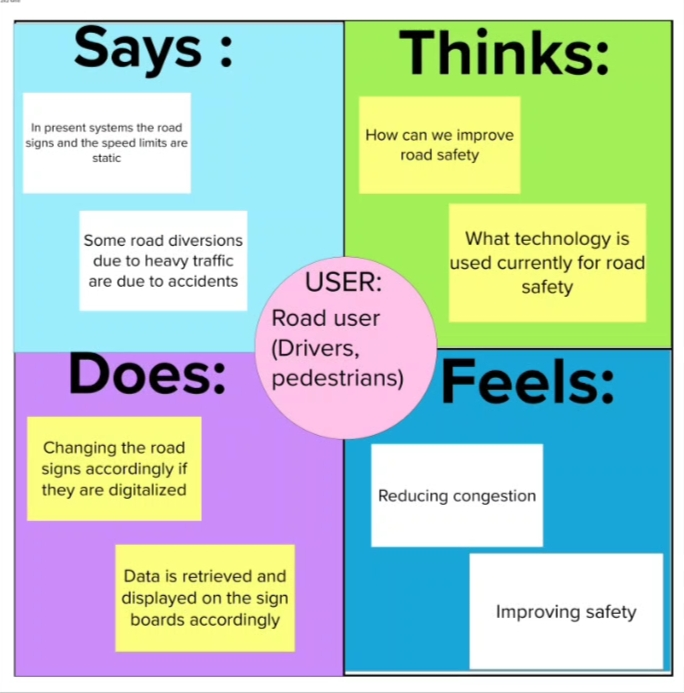 Says :
In present systems the road
signs and the speed limits are
static
Some road diversions
due to heavy traffic
are due to accidents
Thinks:
How can we improve
road safety
What technology is
used currently for road
safety
USER:
Road user
(Drivers,
pedestrians)
Does:
Changing the road
signs accordingly if
they are digitalized
Data is retrieved and
displayed on the sign
boards accordingly
Feels:
Reducing congestion
Improving safety